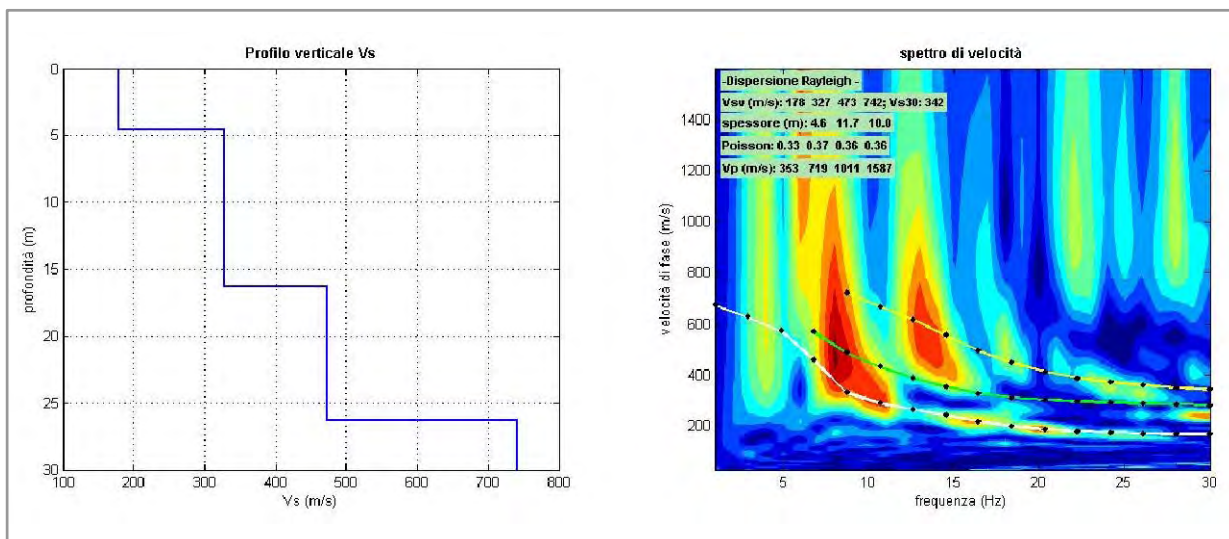 Profilo verticale Vs
0
5
10
15
20
25
30
profondità (m)
100 200 300 400 500 600 700 800
Vs (m/s)
spettro di velocità
-Dispersione Rayleigh -
Vsv (m/s): 178 327 473 742; Vs30: 342
spessore (m): 4.6 11.7 10.0
Poisson: 0.33 0.37 0.36 0.36
Vp (m/s): 353 719 1011 1587
1400
1200
1000
800
600
400
200
velocità di fase (m/s)
5 10 15 20 25 30
frequenza (Hz)